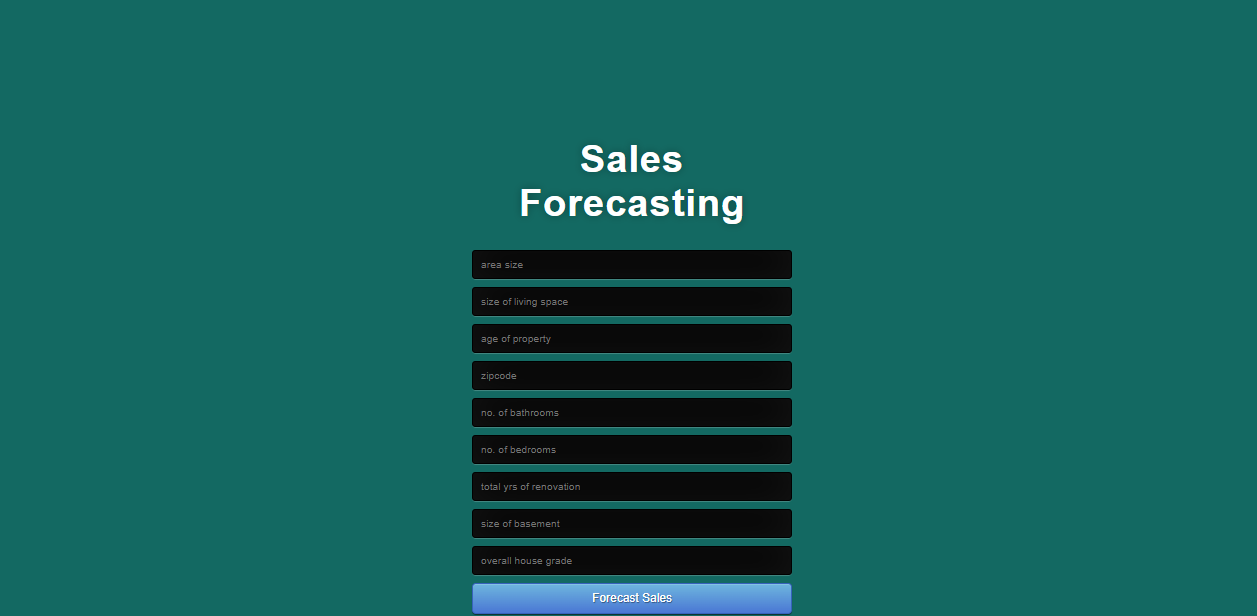 Sales
Forecasting
area size
size of living space
age of property
zipcode
no. of bathrooms
no. of bedrooms
total yrs of renovation
size of basement
overall house grade
Forecast Sales